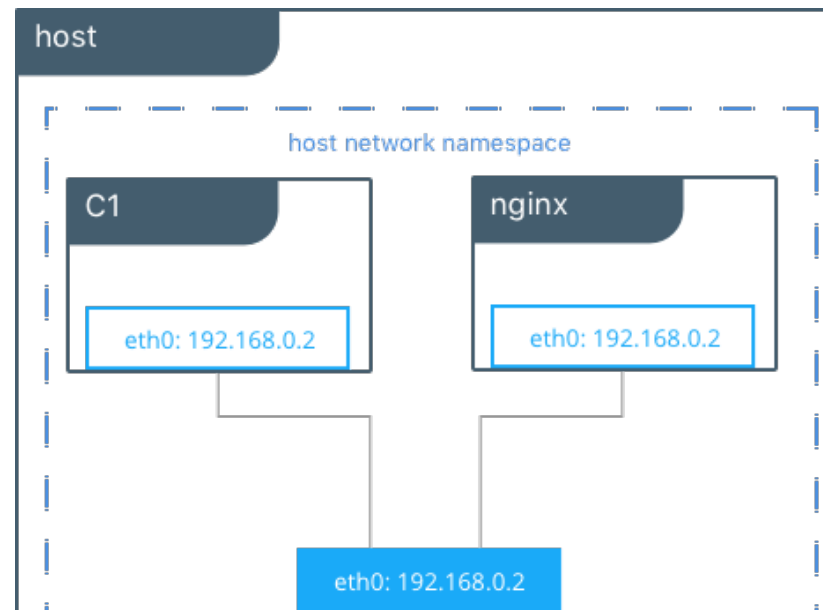 host
host network namespace
C1
nginx
eth0: 192.168.0.2
eth0: 192.168.0.2
eth0: 192.168.0.2